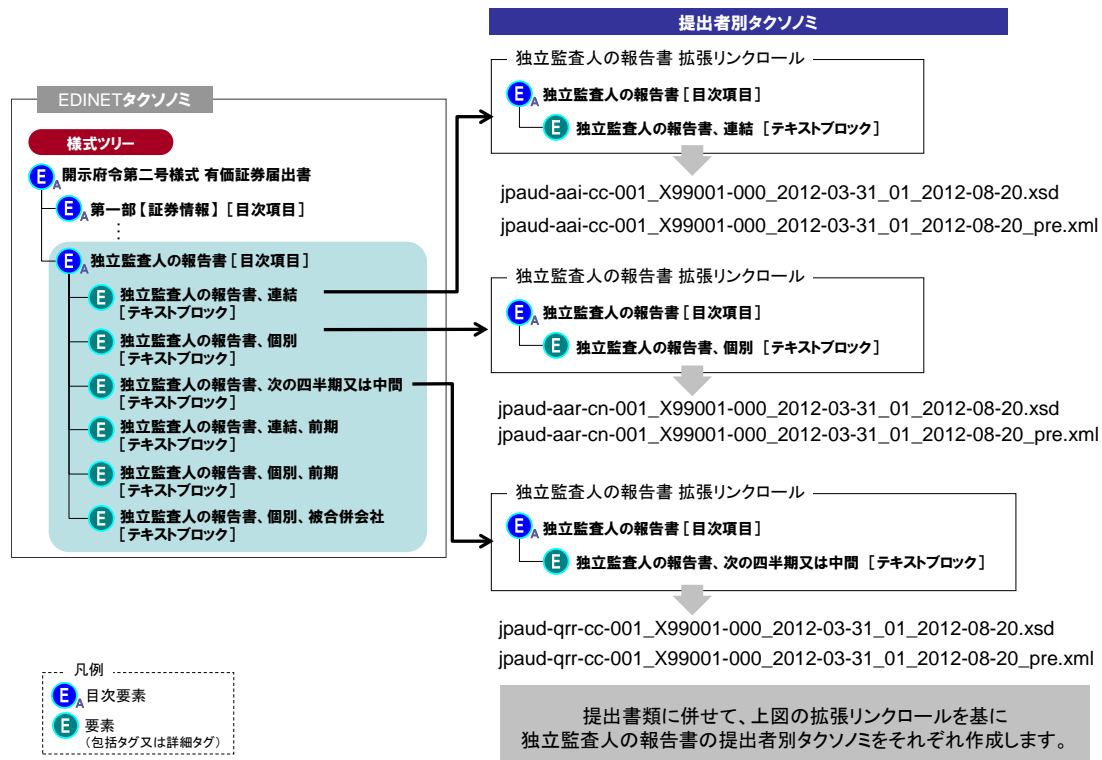 EDINETタクソノミ
様式ツリー
E A 開示府令第二号様式 有価証券届出書
E A 第一部【証券情報】 [目次項目]
⋮
E A 独立監査人の報告書 [目次項目]
E 独立監査人の報告書、連結
[テキストブロック]
E 独立監査人の報告書、個別
[テキストブロック]
E 独立監査人の報告書、次の四半期又は中間
[テキストブロック]
E 独立監査人の報告書、連結、前期
[テキストブロック]
E 独立監査人の報告書、個別、前期
[テキストブロック]
E 独立監査人の報告書、個別、被合併会社
[テキストブロック]
凡例
E A 目次要素
E 要素
(包括タグ又は詳細タグ)
提出者別タクソノミ
独立監査人の報告書 拡張リンクロール
E A 独立監査人の報告書 [目次項目]
E 独立監査人の報告書、連結 [テキストブロック]
jpaud-aai-cc-001_X99001-000_2012-03-31_01_2012-08-20.xsd
jpaud-aai-cc-001_X99001-000_2012-03-31_01_2012-08-20_pre.xml
独立監査人の報告書 拡張リンクロール
E A 独立監査人の報告書 [目次項目]
E 独立監査人の報告書、個別 [テキストブロック]
jpaud-aar-cn-001_X99001-000_2012-03-31_01_2012-08-20.xsd
jpaud-aar-cn-001_X99001-000_2012-03-31_01_2012-08-20_pre.xml
独立監査人の報告書 拡張リンクロール
E A 独立監査人の報告書 [目次項目]
E 独立監査人の報告書、次の四半期又は中間 [テキストブロック]
jpaud-qrr-cc-001_X99001-000_2012-03-31_01_2012-08-20.xsd
jpaud-qrr-cc-001_X99001-000_2012-03-31_01_2012-08-20_pre.xml
提出書類に併せて、上図の拡張リンクロールを基に
独立監査人の報告書の提出者別タクソノミをそれぞれ作成します。